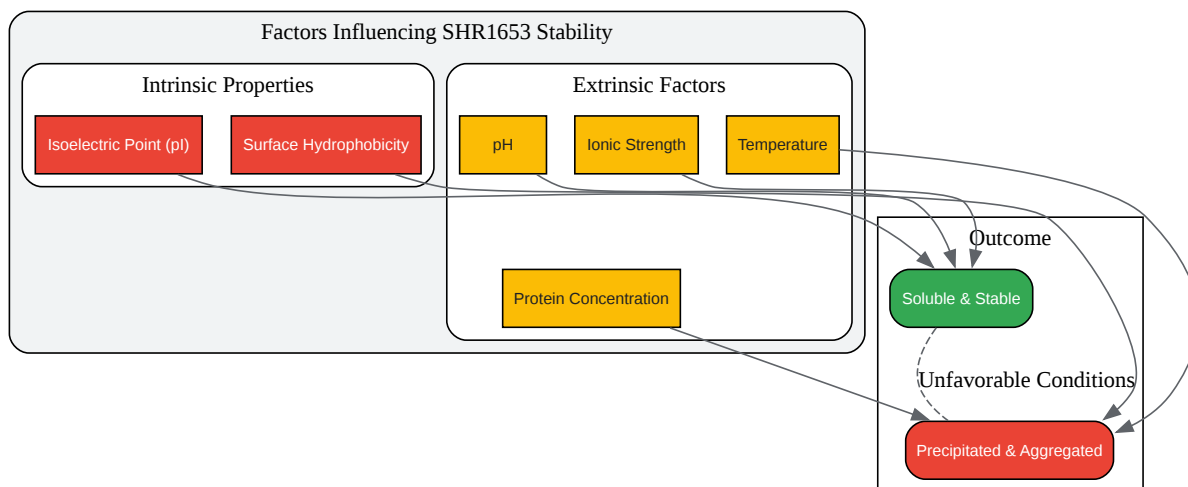 Factors Influencing SHR1653 Stability
Intrinsic Properties
Extrinsic Factors
Isoelectric Point (pI)
Surface Hydrophobicity
pH
Ionic Strength
Temperature
Outcome
Protein Concentration
Soluble & Stable
Unfavorable Conditions
Precipitated & Aggregated